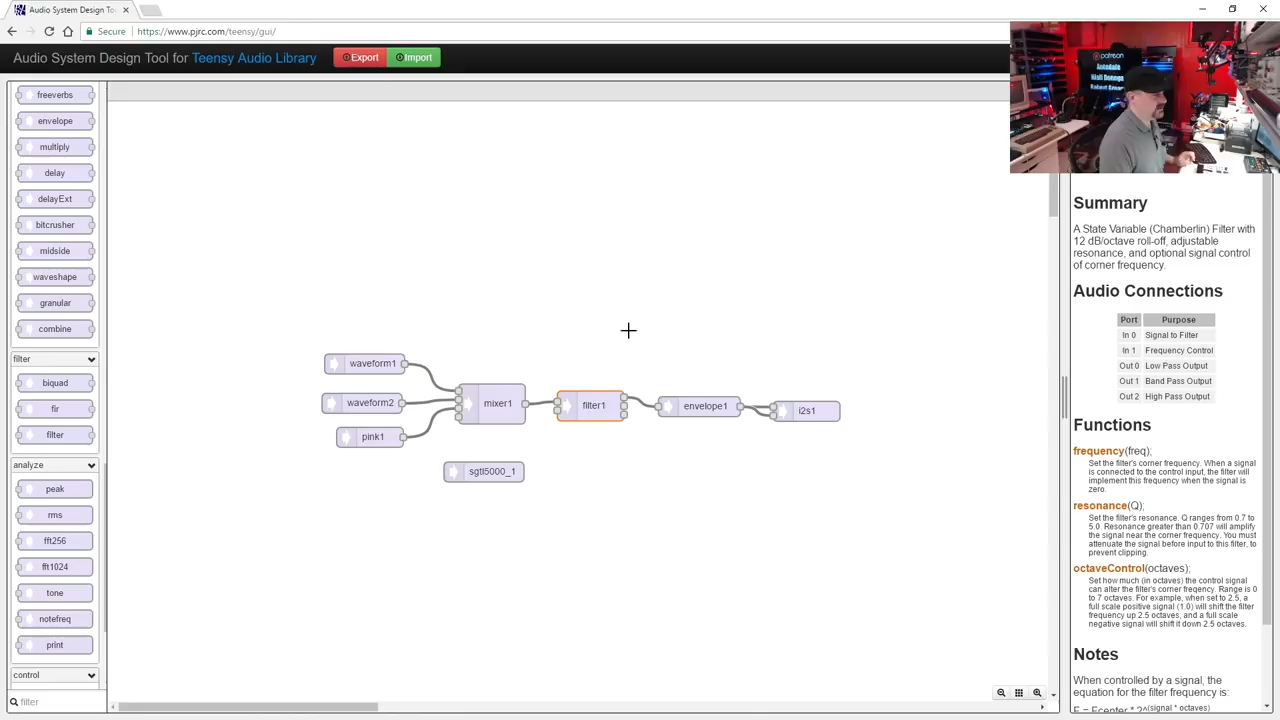 Audio System Design Too
Secure
https://www.pjrc.com/teensy/gui/
Audio System Design Tool for Teensy Audio Library
Export
Import
freeverbs
envelope
multiply
delay
delayExt
bitcrusher
midside
waveshape
granular
combine
filter
biquad
fir
filter
analyze
peak
rms
fft256
fft1024
tone
notefreq
print
control
filter
waveform1
waveform2
pink1
mixer1
filter1
envelope1
i2s1
sgtl5000_1
patreon
Autodale
Summary
A State Variable (Chamberlin) Filter with
12 dB/octave roll-off, adjustable
resonance, and optional signal control
of corner frequency.
Audio Connections
Port Purpose
In 0 Signal to Filter
In 1 Frequency Control
Out 0 Low Pass Output
Out 1 Band Pass Output
Out 2 High Pass Output
Functions
frequency(freq);
Set the filter's corner frequency. When a signal
is connected to the control input, the filter will
implement this frequency when the signal is
zero.
resonance(Q);
Set the filter's resonance. Q ranges from 0.7 to
5.0. Resonance greater than 0.707 will amplify
the signal near the corner frequency. You must
attenuate the signal before input to this filter, to
prevent clipping.
octaveControl(octaves);
Set how much (in octaves) the control signal
can alter the filter's corner freqency. Range is 0
to 7 octaves. For example, when set to 2.5, a
full scale positive signal (1.0) will shift the filter
frequency up 2.5 octaves, and a full scale
negative signal will shift it down 2.5 octaves.
Notes
When controlled by a signal, the
equation for the filter frequency is:
F = Fcenter * 2^(signal * octaves)